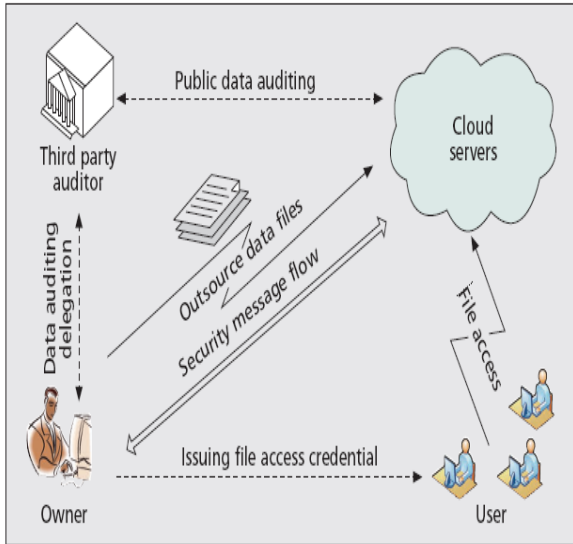 Public data auditing
Third party
auditor
Cloud
servers
Outsource data files
Security message flow
Data auditing
delegation
File access
Issuing file access credential
Owner
User